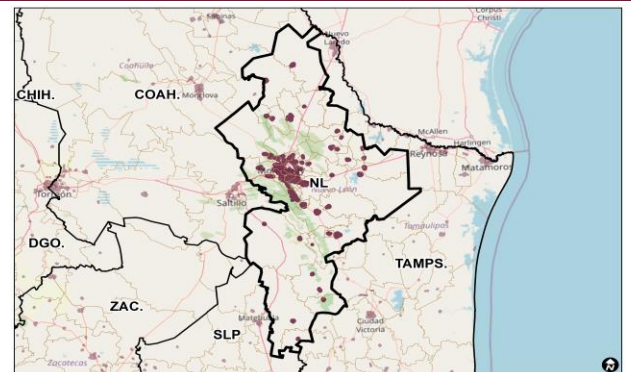 Corpus
Christi
Nuevo
Laredo
Coahuila
Monclova
CHIH.
COAH.
McAllen
Harlingen
Reynosa
Matamoros
NL
Nuevo León
Torreón
Saltillo
Tamaulipas
DGO.
TAMPS.
ZAC.
Matehuala
Ciudad
Victoria
SLP
Zacatecas
N